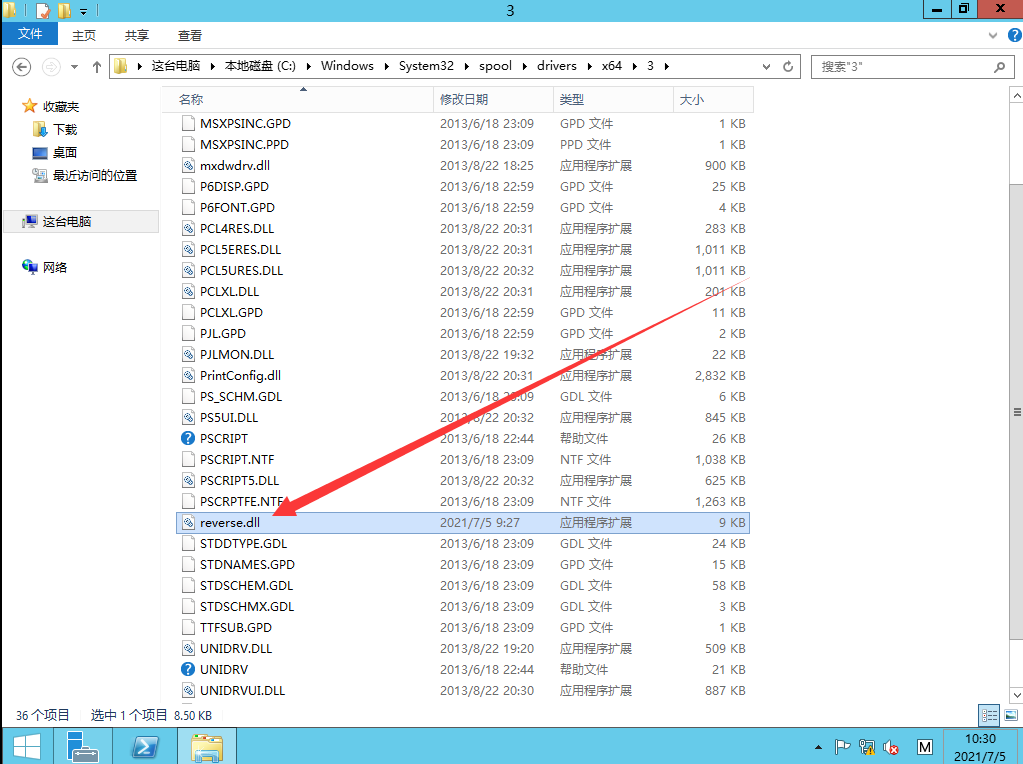 3
文件 主页 共享 查看
这台电脑 本地磁盘 (C:) Windows System32 spool drivers x64 3 搜索"3"
收藏夹
下载
桌面
最近访问的位置
这台电脑
网络
名称 修改日期 类型 大小
MSXPSINC.GPD 2013/6/18 23:09 GPD 文件 1 KB
MSXPSINC.PPD 2013/6/18 23:09 PPD 文件 1 KB
mxdwdrv.dll 2013/8/22 18:25 应用程序扩展 900 KB
P6DISP.GPD 2013/6/18 22:59 GPD 文件 25 KB
P6FONT.GPD 2013/6/18 22:59 GPD 文件 4 KB
PCL4RES.DLL 2013/8/22 20:31 应用程序扩展 283 KB
PCL5ERES.DLL 2013/8/22 20:31 应用程序扩展 1,011 KB
PCL5URES.DLL 2013/8/22 20:32 应用程序扩展 1,011 KB
PCLXL.DLL 2013/8/22 20:31 应用程序扩展 201 KB
PCLXL.GPD 2013/6/18 22:59 GPD 文件 11 KB
PJL.GPD 2013/6/18 22:59 GPD 文件 2 KB
PJLMON.DLL 2013/8/22 19:32 应用程序扩展 22 KB
PrintConfig.dll 2013/8/22 20:31 应用程序扩展 2,832 KB
PS_SCHM.GDL 2013/6/18 23:09 GDL 文件 6 KB
PS5UI.DLL 2013/8/22 20:32 应用程序扩展 845 KB
PSCRIPT 2013/6/18 22:44 帮助文件 26 KB
PSCRIPT.NTF 2013/6/18 23:09 NTF 文件 1,038 KB
PSCRIPT5.DLL 2013/8/22 20:32 应用程序扩展 625 KB
PSCRPTFE.NTF 2013/6/18 23:09 NTF 文件 1,263 KB
reverse.dll 2021/7/5 9:27 应用程序扩展 9 KB
STDDTYPE.GDL 2013/6/18 23:09 GDL 文件 24 KB
STDNAMES.GPD 2013/6/18 23:09 GPD 文件 15 KB
STDSCHEM.GDL 2013/6/18 23:09 GDL 文件 58 KB
STDSCHMX.GDL 2013/6/18 23:09 GDL 文件 3 KB
TTFSUB.GPD 2013/6/18 23:09 GPD 文件 1 KB
UNIDRV.DLL 2013/8/22 19:20 应用程序扩展 509 KB
UNIDRV 2013/6/18 22:44 帮助文件 21 KB
UNIDRVUI.DLL 2013/8/22 20:30 应用程序扩展 887 KB
36 个项目 选中 1 个项目 8.50 KB
M 10:30
2021/7/5